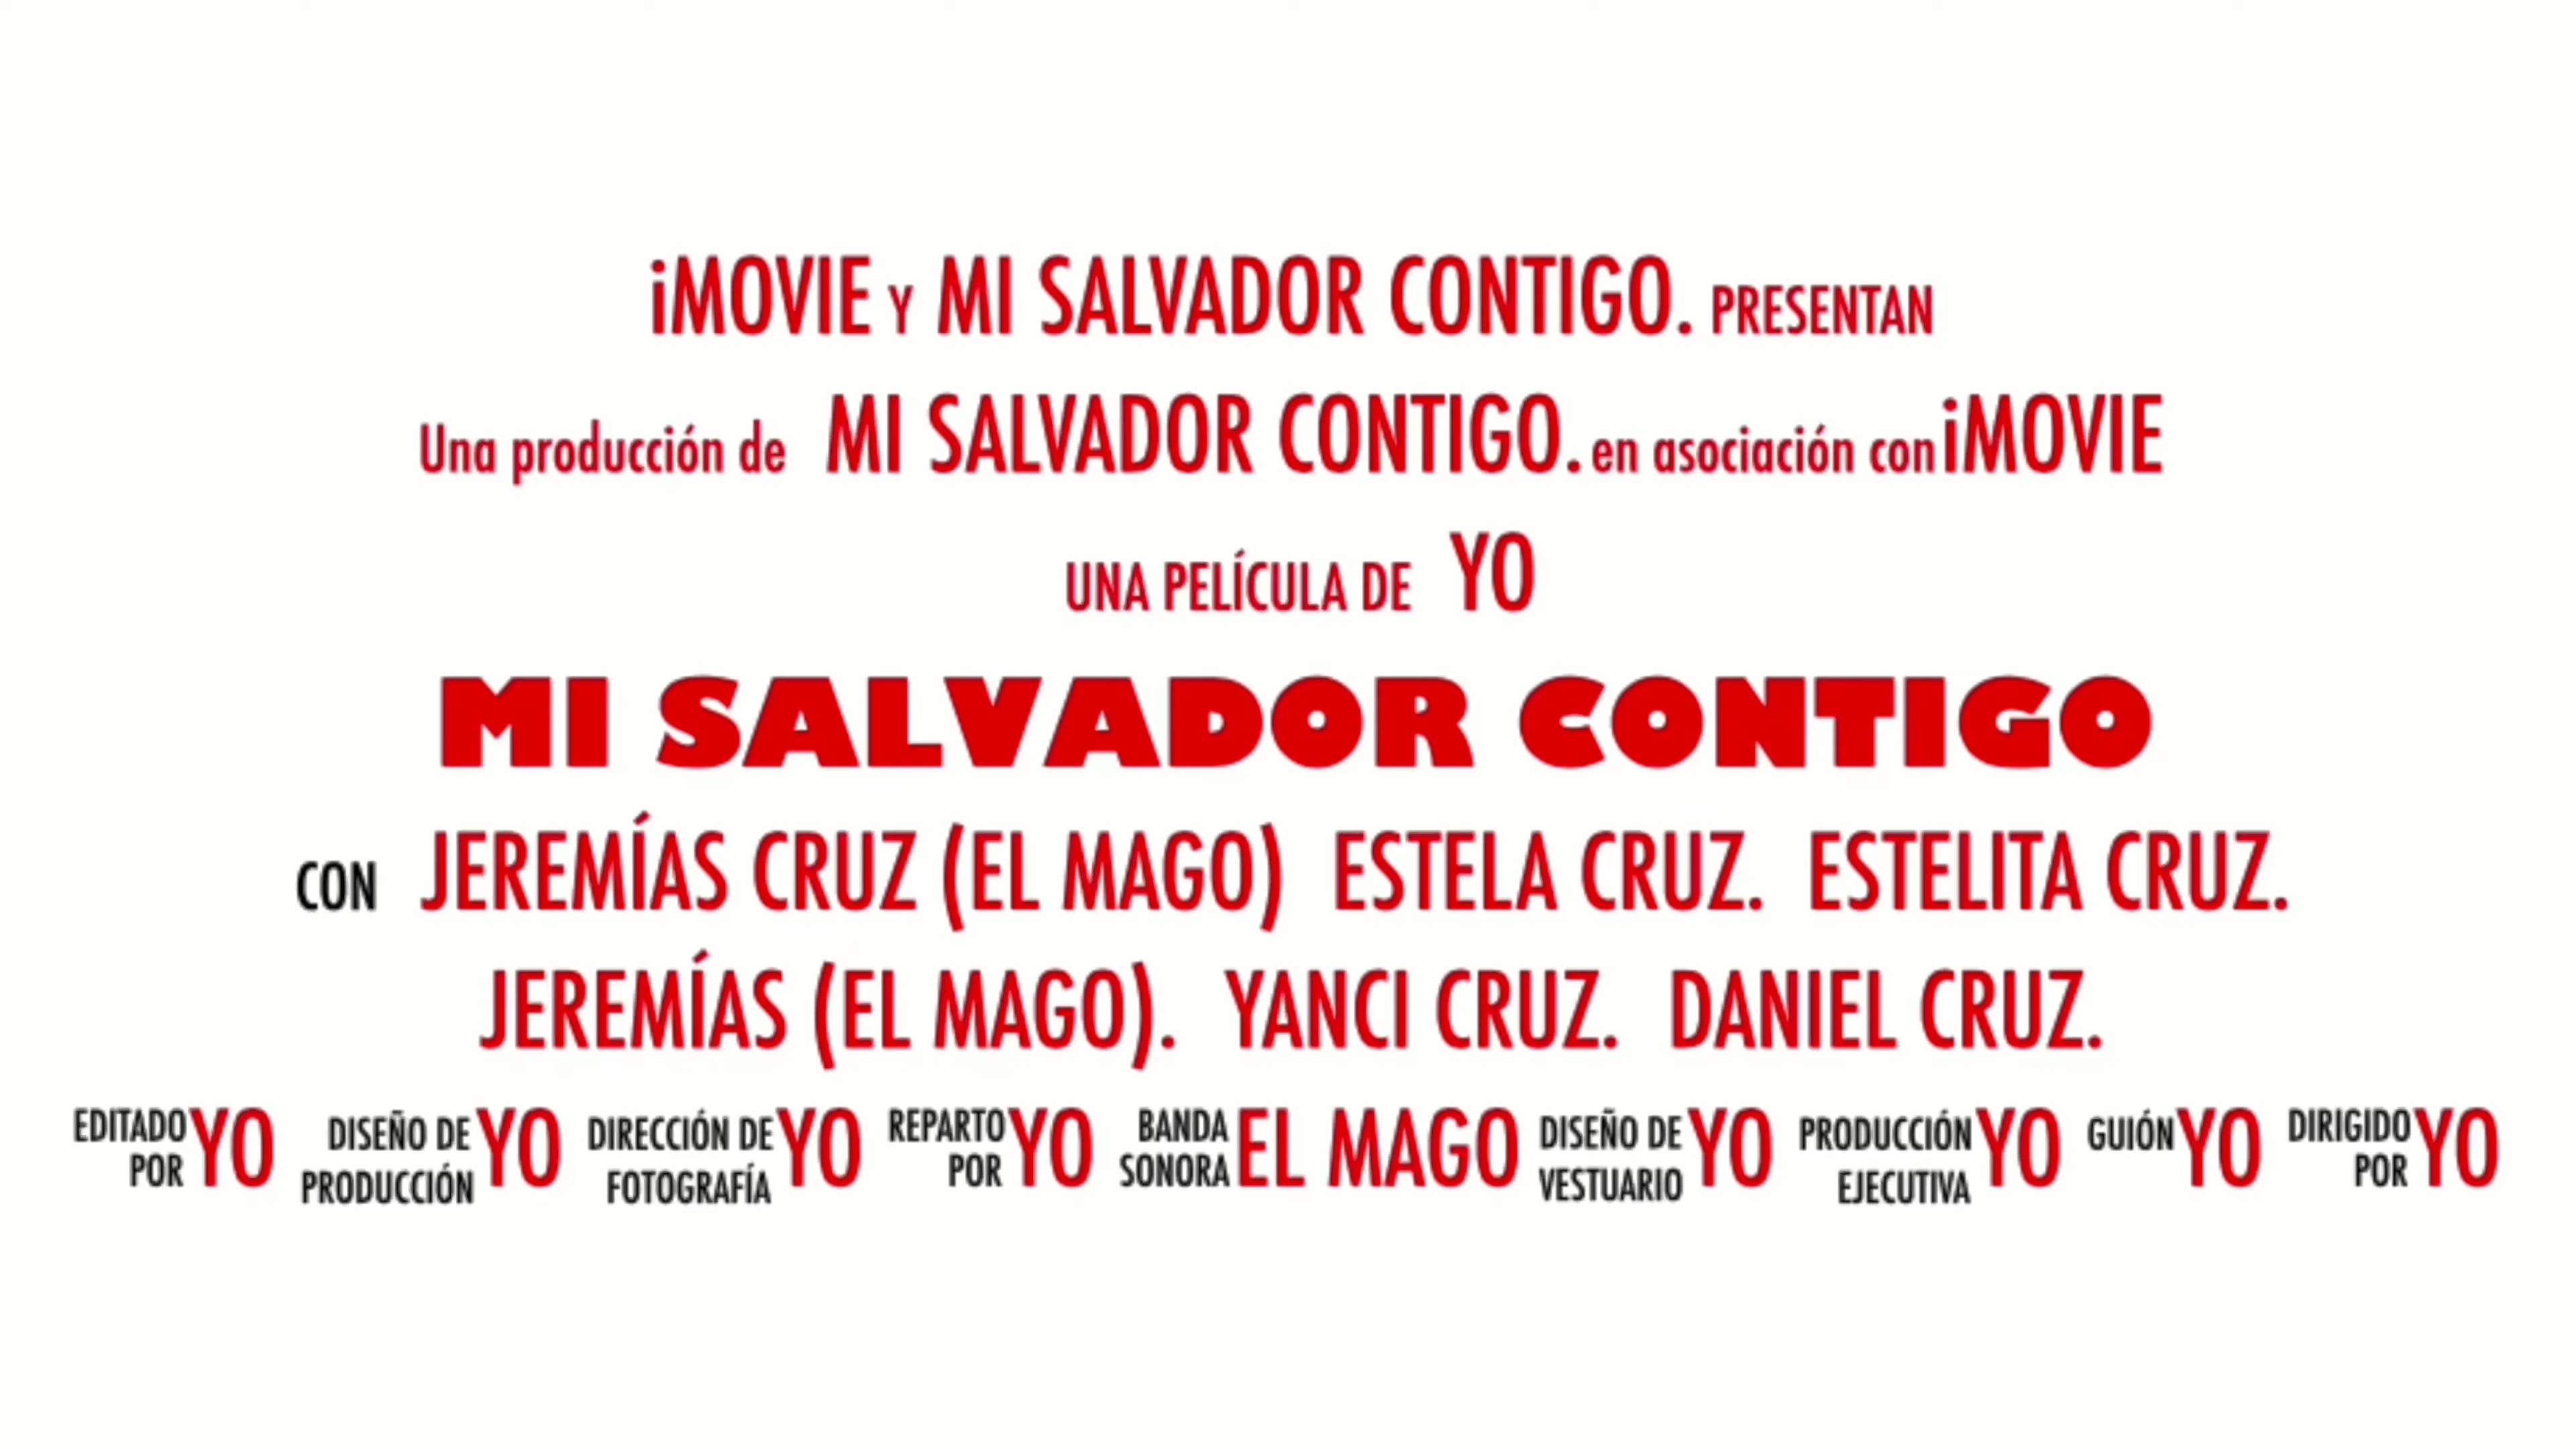 iMOVIE Y MI SALVADOR CONTIGO. PRESENTAN
Una producción de MI SALVADOR CONTIGO. en asociación con iMOVIE
UNA PELÍCULA DE YO
MI SALVADOR CONTIGO
CON JEREMÍAS CRUZ (EL MAGO) ESTELA CRUZ. ESTELITA CRUZ.
JEREMÍAS (EL MAGO). YANCI CRUZ. DANIEL CRUZ.
EDITADO POR YO DISEÑO DE PRODUCCIÓN YO DIRECCIÓN DE FOTOGRAFÍA YO REPARTO POR YO BANDA SONORA EL MAGO DISEÑO DE VESTUARIO YO PRODUCCIÓN EJECUTIVA YO GUIÓN YO DIRIGIDO POR YO